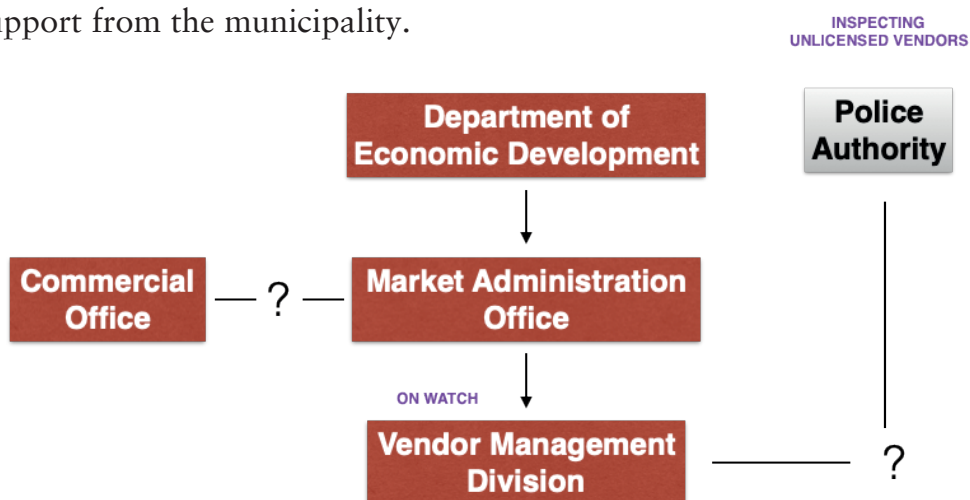 upport from the municipality.
INSPECTING
UNLICENSED VENDORS
Department of
Economic Development
Police
Authority
Commercial
Office
?
Market Administration
Office
ON WATCH
Vendor Management
Division
?